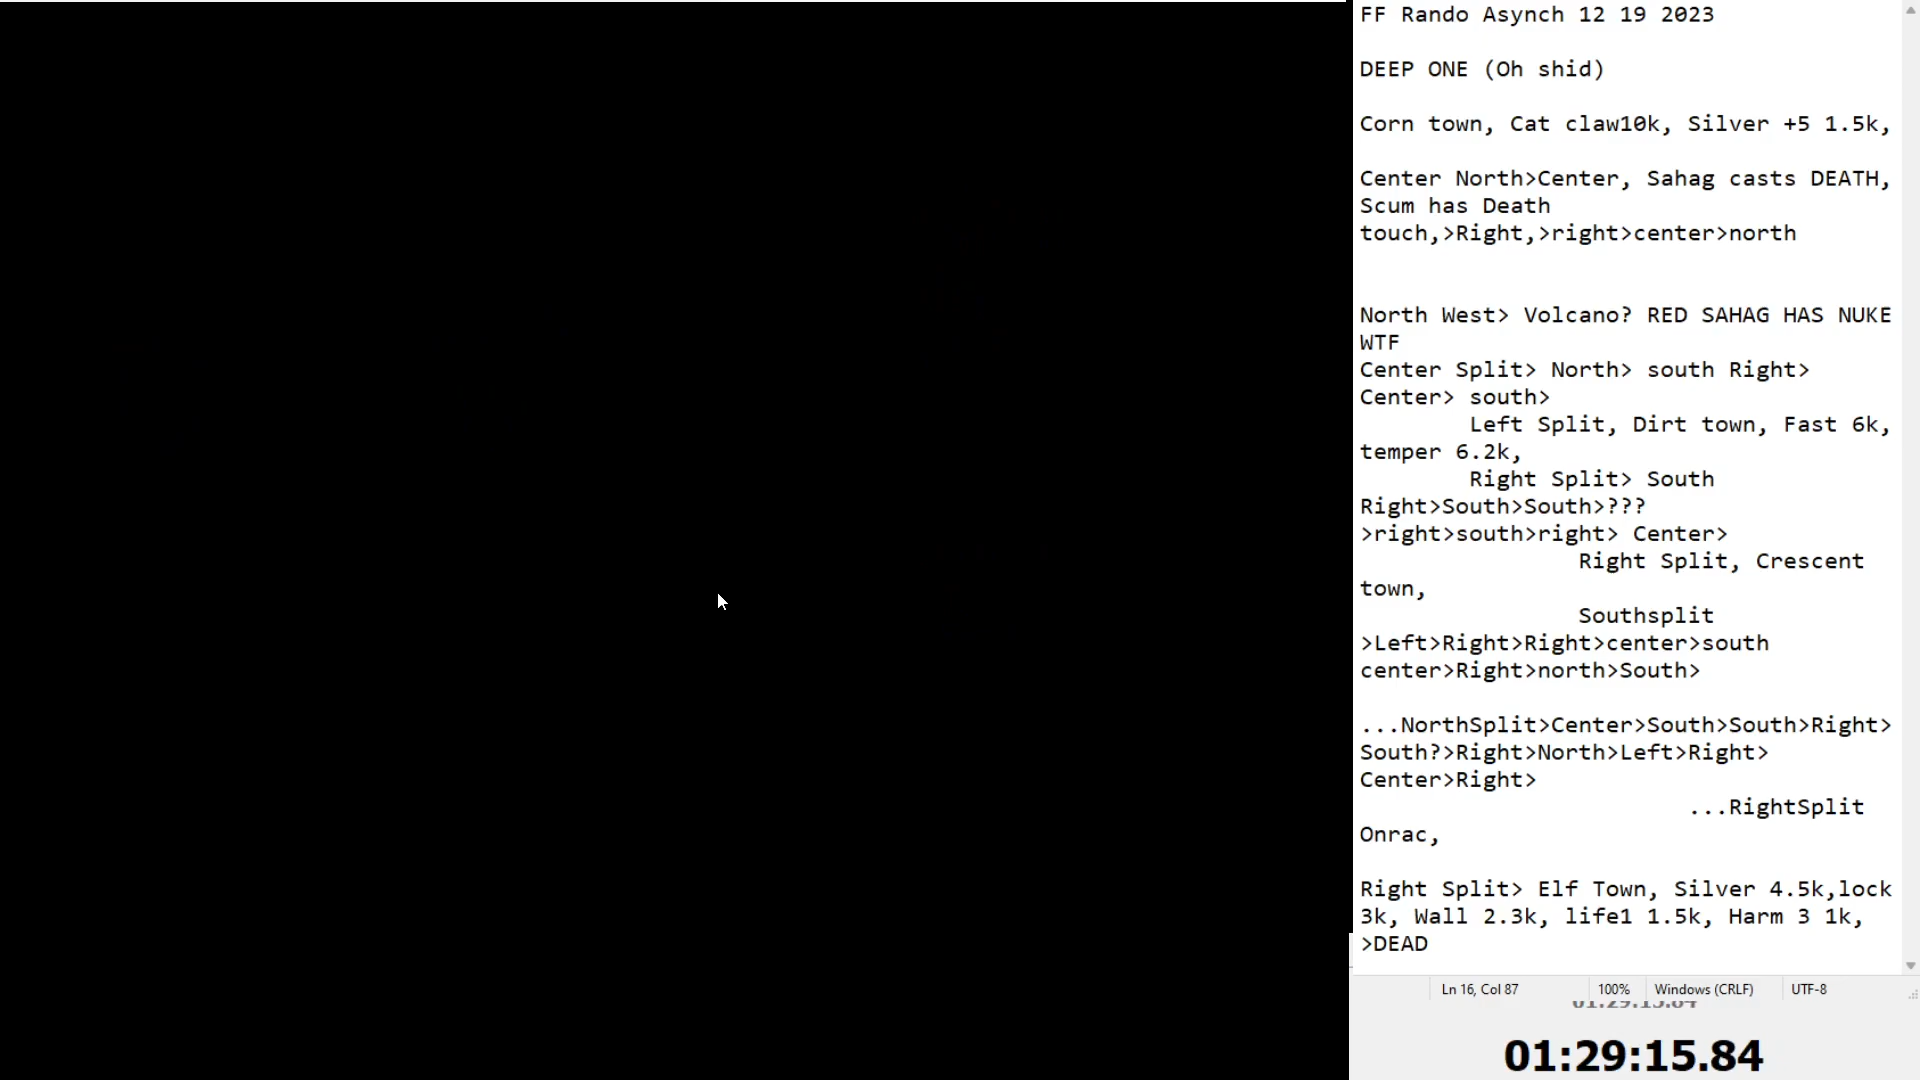 FF Rando Asynch 12 19 2023
DEEP ONE (Oh shid)
Corn town, Cat claw10k, Silver +5 1.5k,
Center North>Center, Sahag casts DEATH,
Scum has Death
touch,>Right,>right>center>north
North West> Volcano? RED SAHAG HAS NUKE
WTF
Center Split> North> south Right>
Center> south>
Left Split, Dirt town, Fast 6k,
temper 6.2k,
Right Split> South
Right>South>South>???
>right>south>right> Center>
Right Split, Crescent
town,
Southsplit
>Left>Right>Right>center>south
center>Right>north>South>
...NorthSplit>Center>South>South>Right>
South?>Right>North>Left>Right>
Center>Right>
...RightSplit
Onrac,
Right Split> Elf Town, Silver 4.5k,lock
3k, Wall 2.3k, life1 1.5k, Harm 3 1k,
>DEAD
Ln 16, Col 87 100% Windows (CRLF) UTF-8
01:29:15.84
01:29:15.84